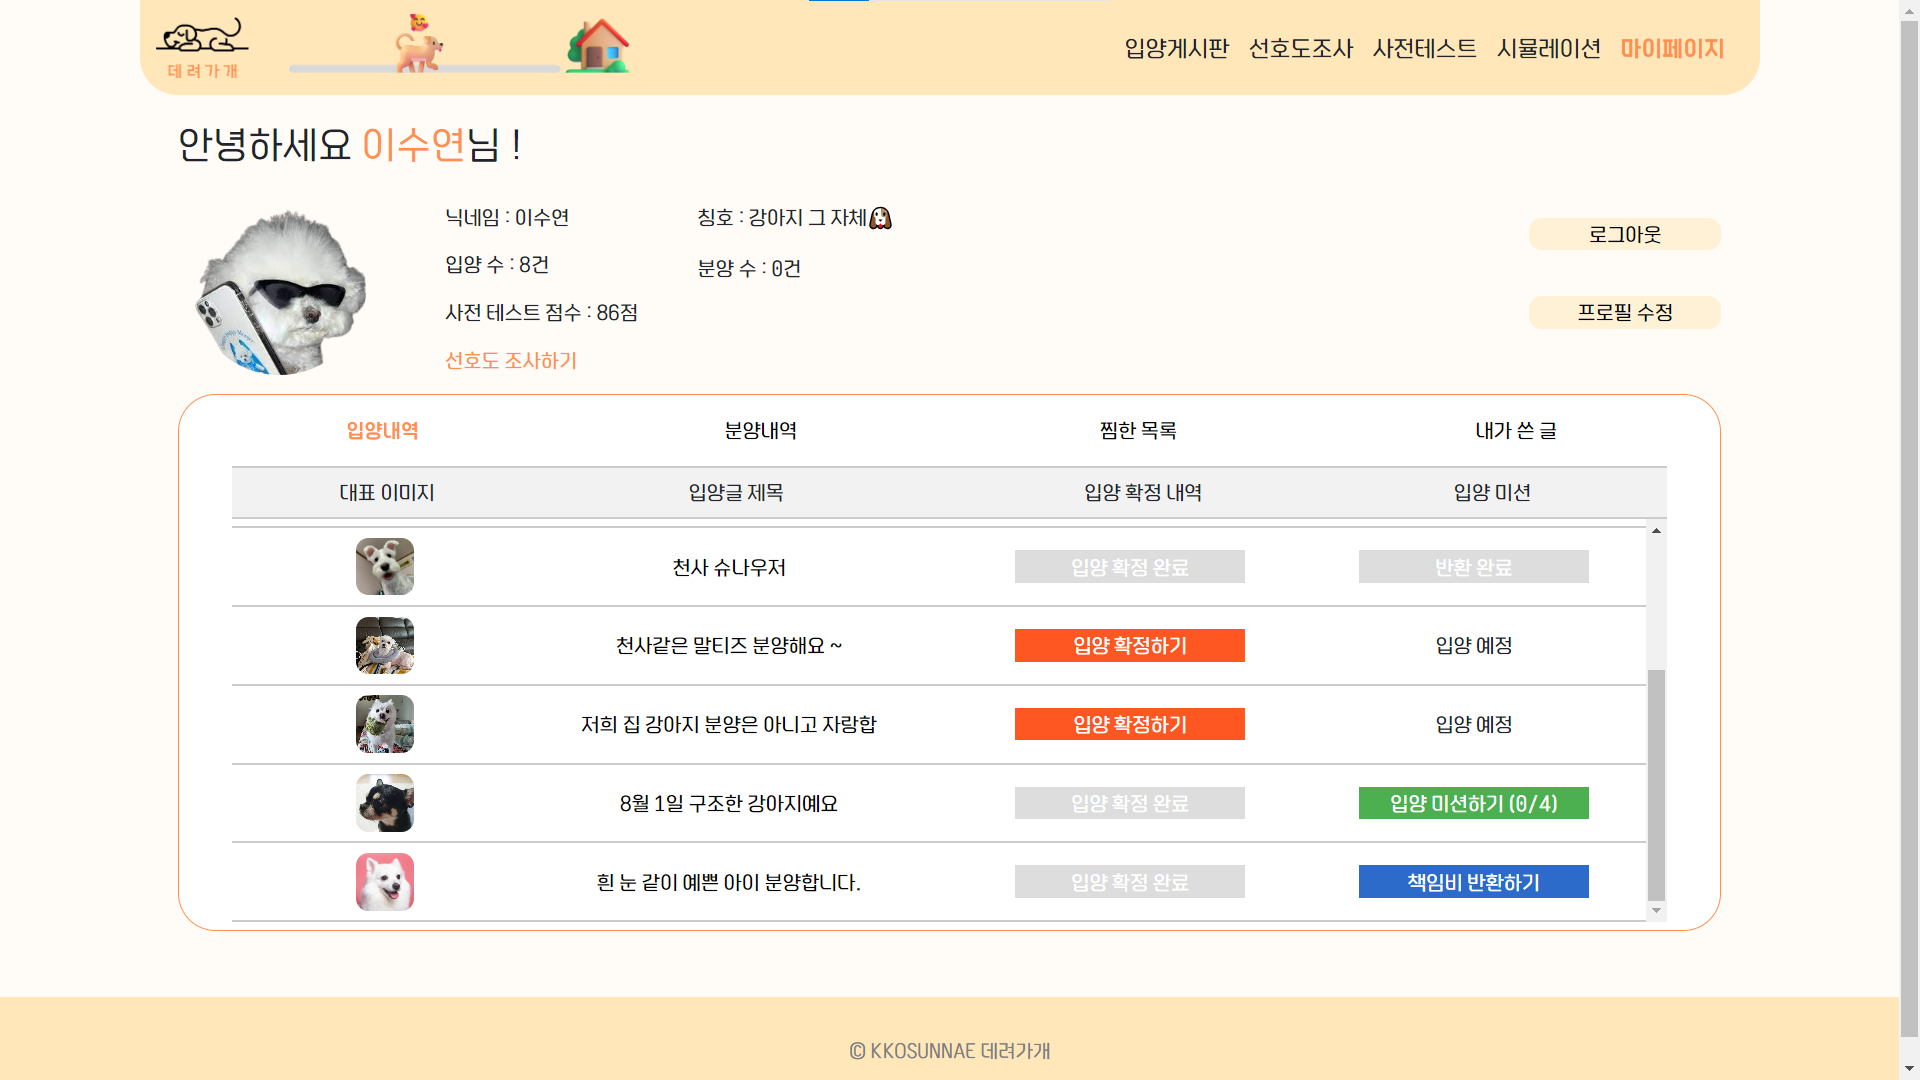 데려가개
입양게시판 선호도조사 사전테스트 시뮬레이션 마이페이지
안녕하세요 이수연님 !
닉네임 : 이수연
칭호 : 강아지 그 자체
입양 수 : 8건
분양 수 : 0건
사전 테스트 점수 : 86점
선호도 조사하기
로그아웃
프로필 수정
입양내역 분양내역 찜한 목록 내가 쓴 글
대표 이미지 입양글 제목 입양 확정 내역 입양 미션
천사 슈나우저 입양 확정 완료 반환 완료
천사같은 말티즈 분양해요 ~ 입양 확정하기 입양 예정
저희 집 강아지 분양은 아니고 자랑합 입양 확정하기 입양 예정
8월 1일 구조한 강아지예요 입양 확정 완료 입양 미션하기 (0/4)
흰 눈 같이 예쁜 아이 분양합니다. 입양 확정 완료 책임비 반환하기
© KKOSUNNAE 데려가개